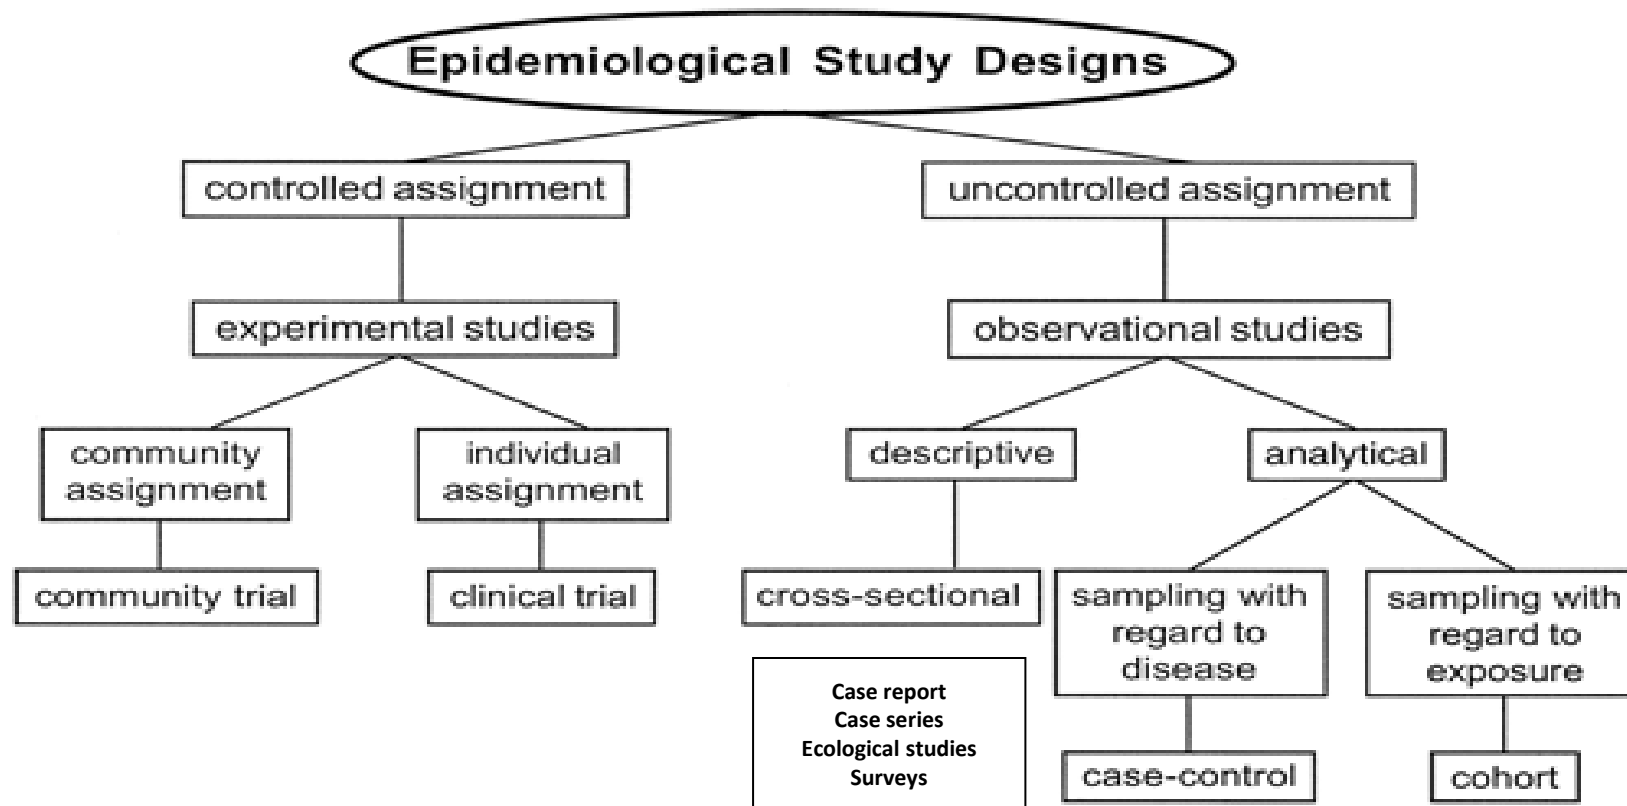 Epidemiological Study Designs
controlled assignment
uncontrolled assignment
experimental studies
observational studies
community
assignment
individual
assignment
descriptive
analytical
community trial
clinical trial
cross-sectional
sampling with
regard to
disease
sampling with
regard to
exposure
Case report
Case series
Ecological studies
Surveys
case-control
cohort